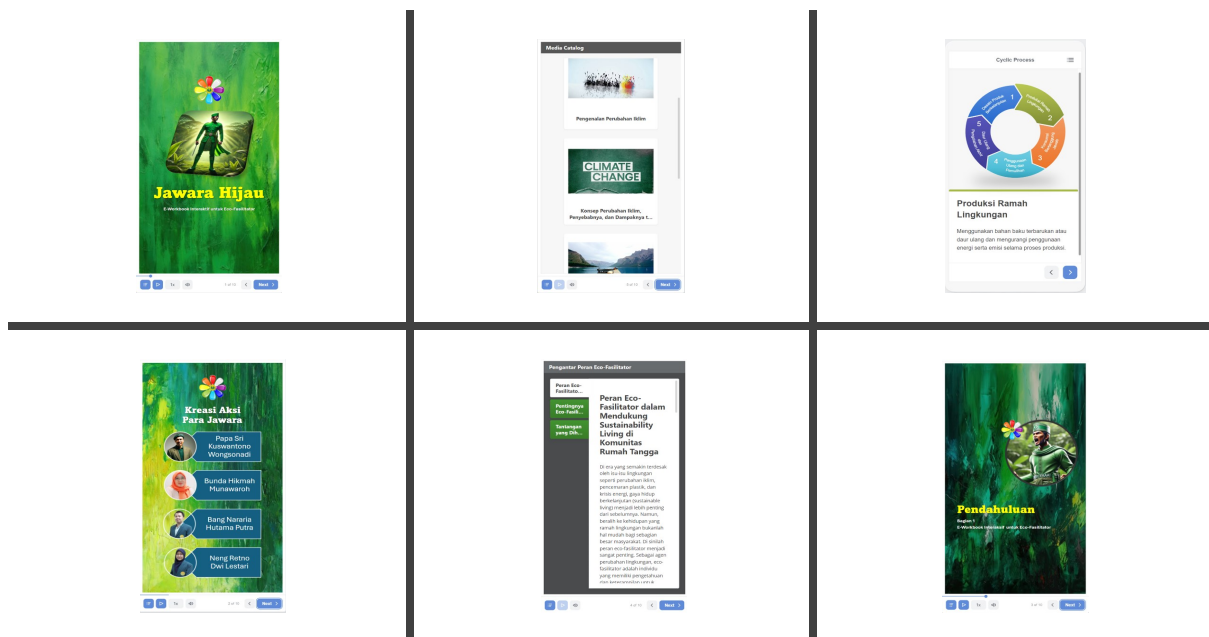 Jawara Hijau
E-Workbook Interaktif untuk Eco-Fasilitator
1x
1 of 10
Next
Media Catalog
Pengenalan Perubahan Iklim
CLIMATE
CHANGE
Konsep Perubahan Iklim,
Penyebabnya, dan Dampaknya t...
Next
Cyclic Process
1
2
3
4
5
Produksi Ramah
Lingkungan
Menggunakan bahan baku terbarukan atau
daur ulang dan mengurangi penggunaan
energi serta emisi selama proses produksi.
Kreasi Aksi
Para Jawara
Papa Sri
Kuswantono
Wongsonadi
Bunda Hikmah
Munawaroh
Bang Nararia
Hutama Putra
Neng Retno
Dwi Lestari
1x
Next
Pengantar Peran Eco-Fasilitator
Peran Eco-
Fasilitato...
Pentingnya
Eco-Fasili...
Tantangan
yang Dih...
Peran Eco-
Fasilitator dalam
Mendukung
Sustainability
Living di
Komunitas
Rumah Tangga
Di era yang semakin terdesak
oleh isu-isu lingkungan
seperti perubahan iklim,
pencemaran plastik, dan
krisis energi, gaya hidup
berkelanjutan (sustainable
living) menjadi lebih penting
dari sebelumnya. Namun,
beralih ke kehidupan yang
ramah lingkungan bukanlah
hal mudah bagi sebagian
besar masyarakat. Di sinilah
peran eco-fasilitator menjadi
sangat penting. Sebagai agen
perubahan lingkungan, eco-
fasilitator adalah individu
yang memiliki pengetahuan
Next
Pendahuluan
Bagian 1
E-Workbook Interaktif untuk Eco-Fasilitator
1x
Next